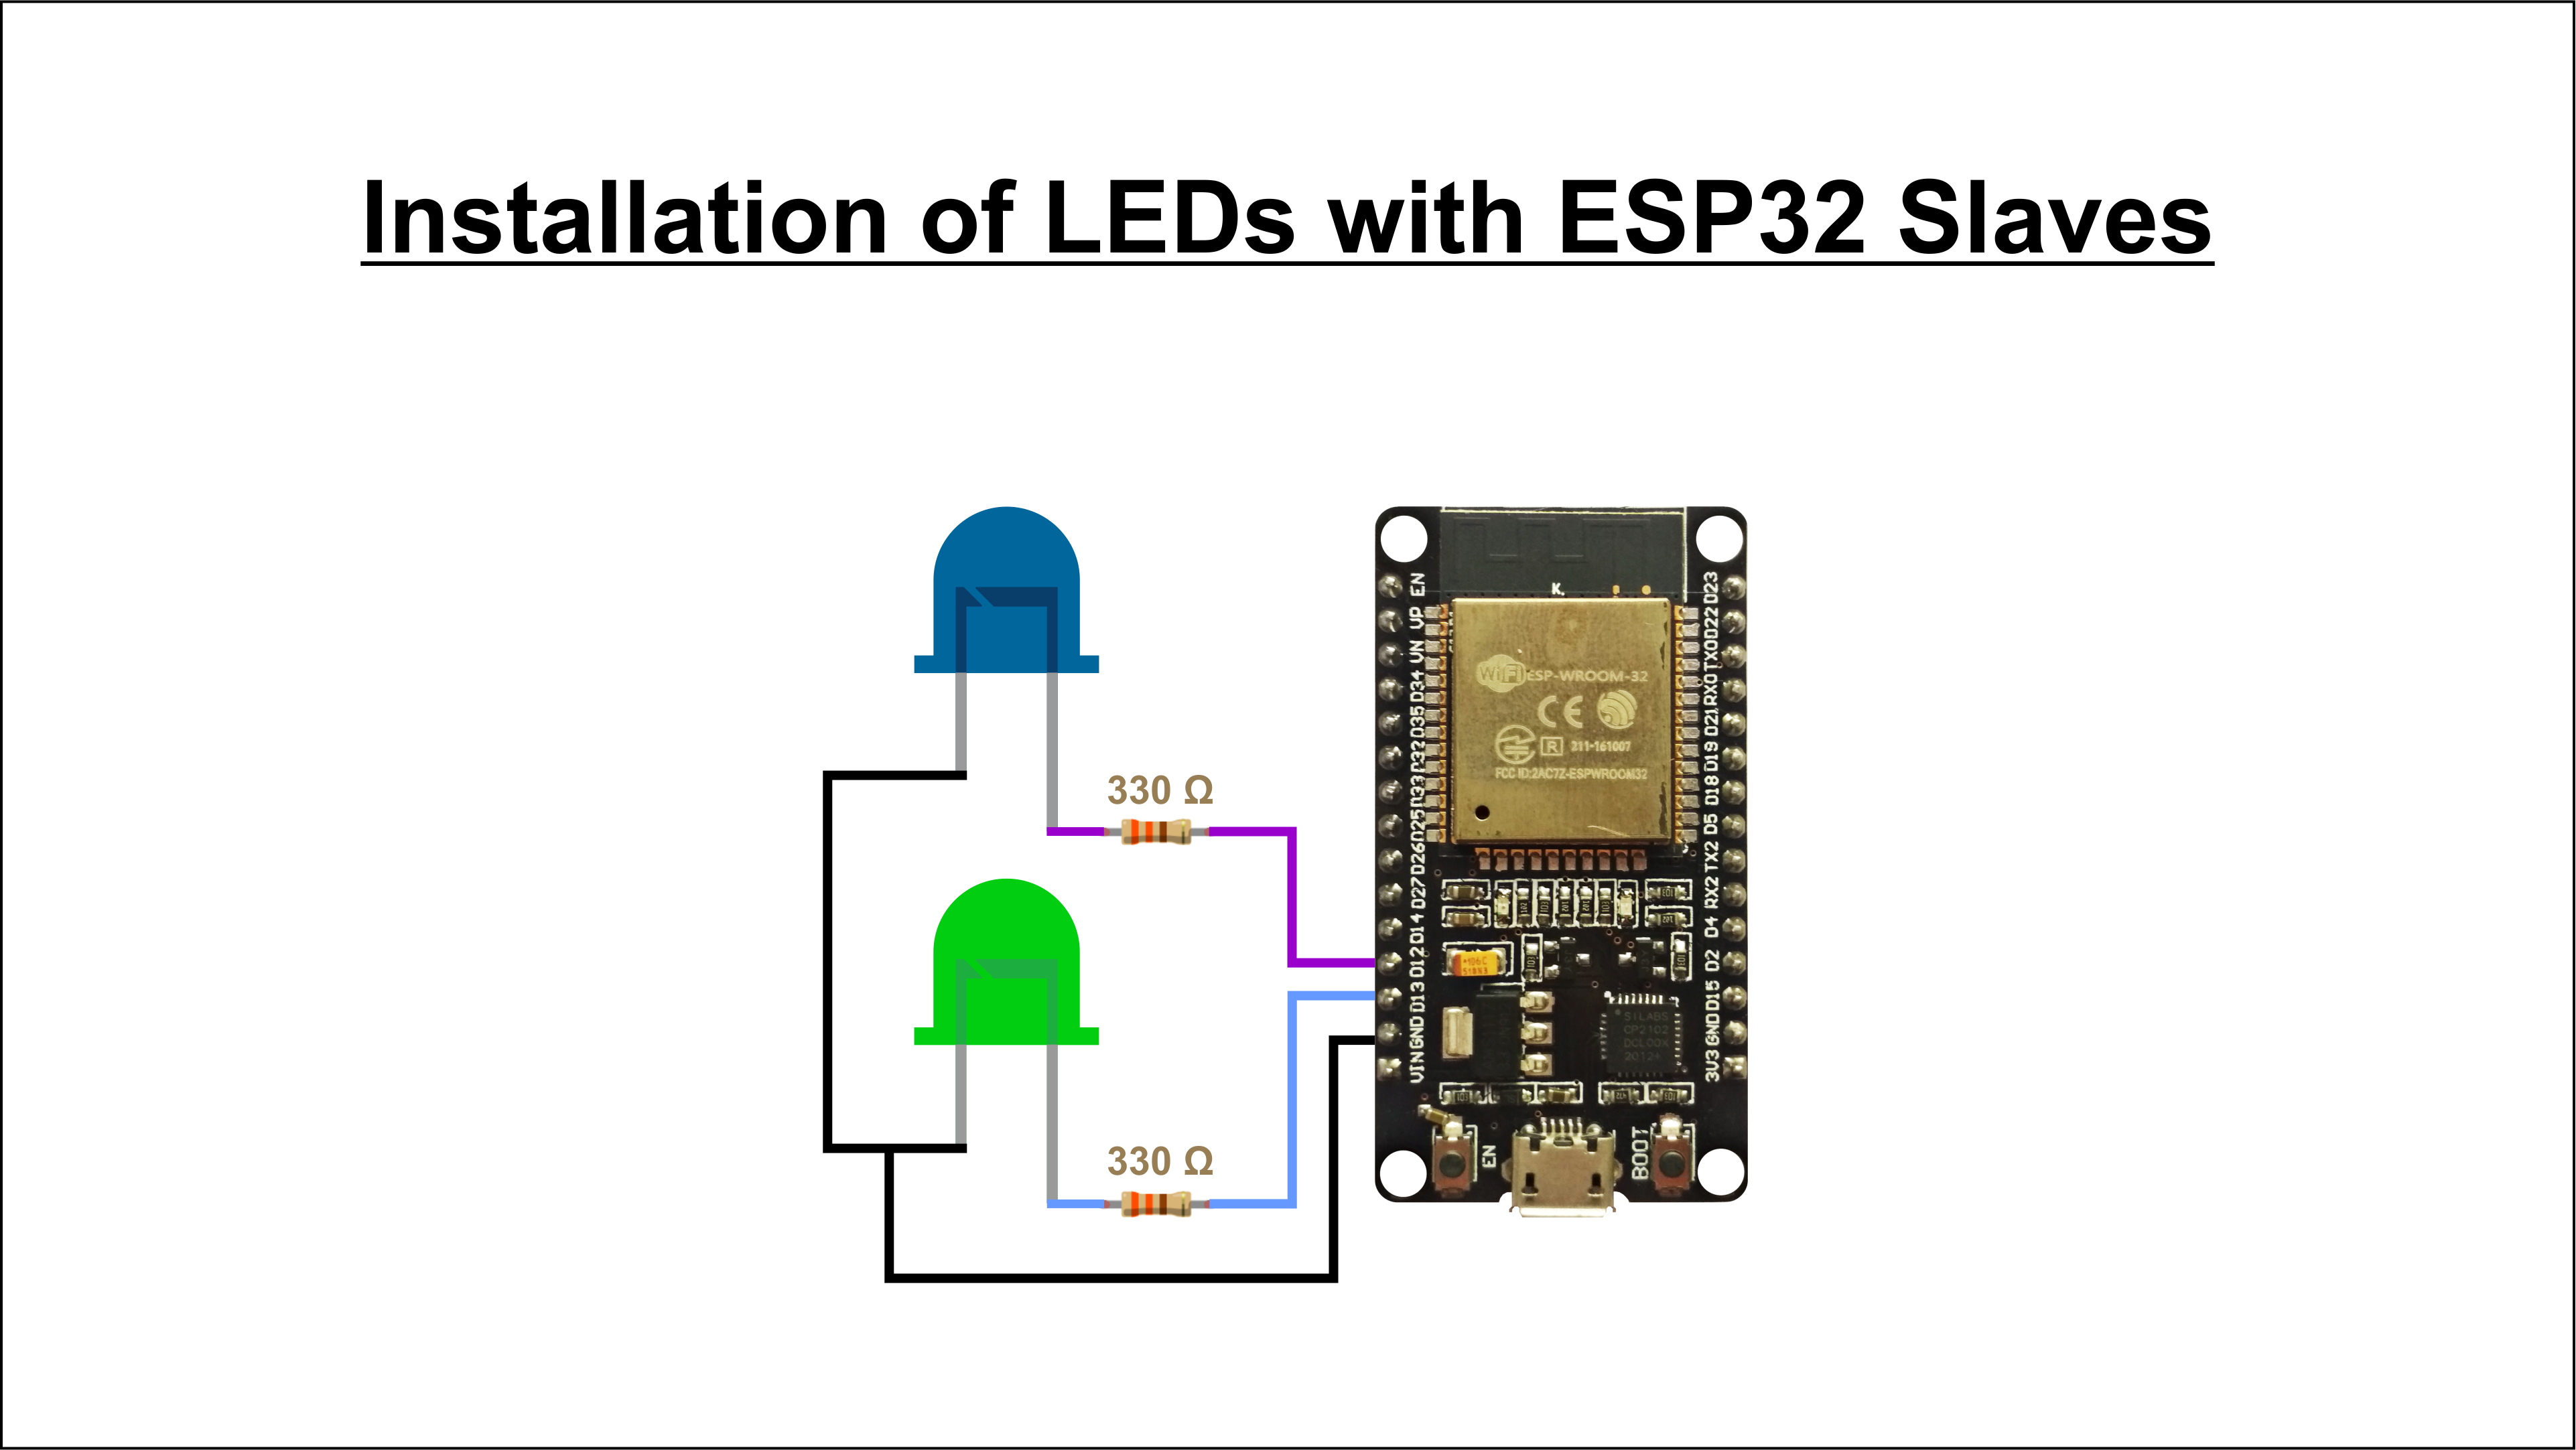 Installation of LEDs with ESP32 Slaves
330 Ω
330 Ω
EN
VP
VN
D34
D35
D32
D33
D25
D26
D27
D14
D12
D13
GND
VIN
K.
WiFi ESP-WROOM-32
CE
R 211-161007
FCC ID:2AC7Z-ESPWROOM32
D23
D22
TX0
RX0
D21
D19
D18
D5
TX2
RX2
D4
D2
D15
GND
3V3
SILABS
CP2102
EN
BOOT